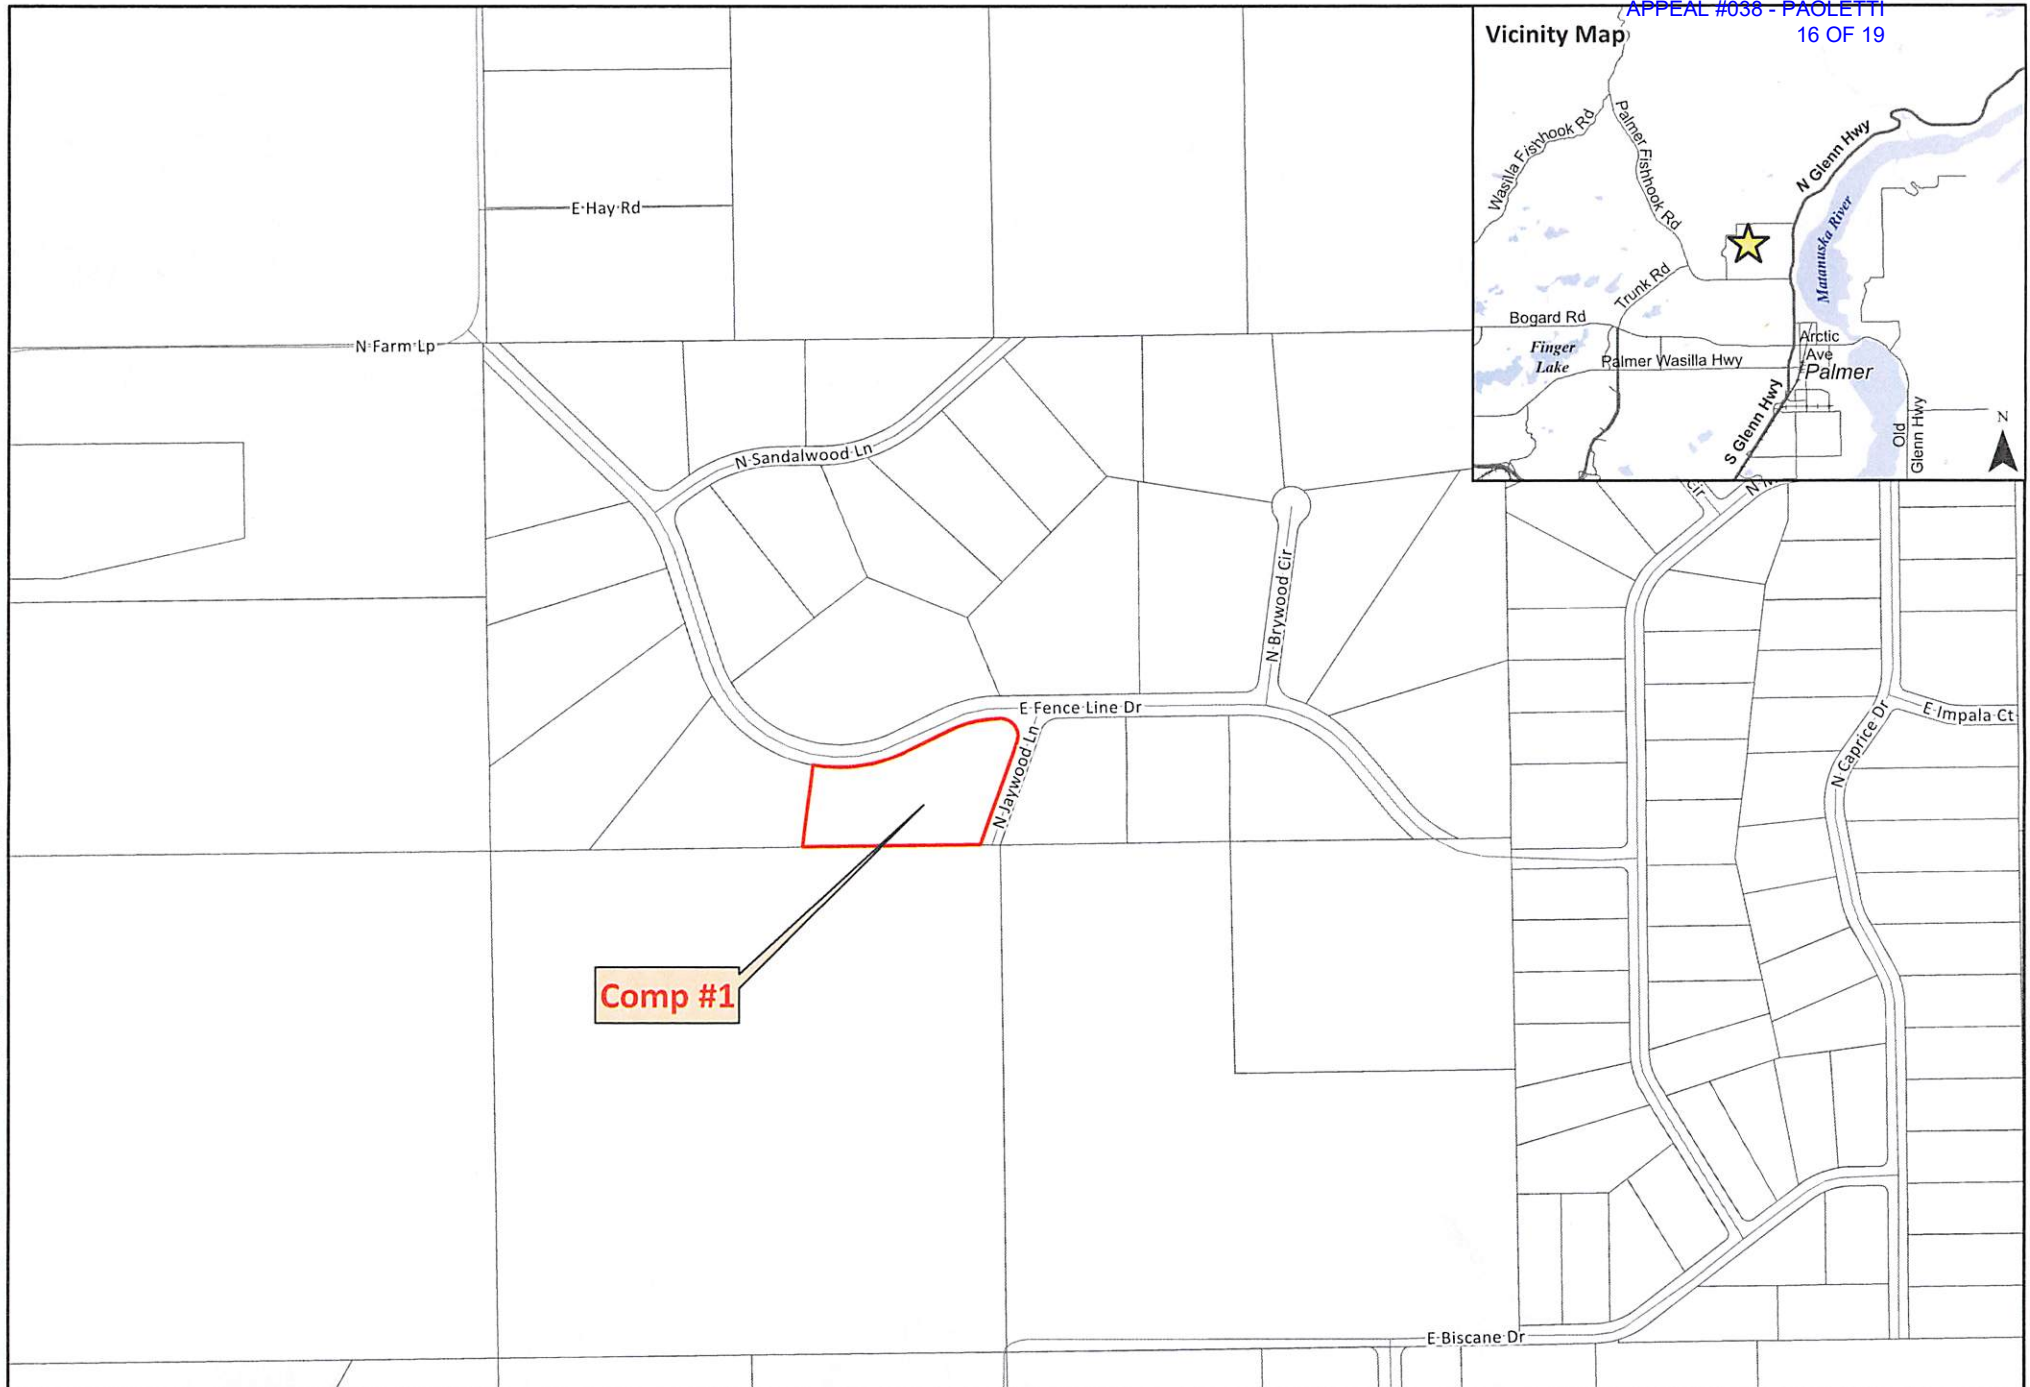 APPEAL #038 - PAOLETTI
16 OF 19
Vicinity Map
Wasilla Fishhook Rd
Palmer Fishhook Rd
N Glenn Hwy
Matanuska River
Trunk Rd
Bogard Rd
Finger
Lake
Palmer Wasilla Hwy
Arctic
Ave
Palmer
S Glenn Hwy
Old
Glenn Hwy
N
E Hay Rd
N Farm Lp
N Sandalwood Ln
Cir
N Brywood Cir
E Fence Line Dr
N Jaywood Ln
E Impala Ct
N Caprice Dr
Comp #1
E Biscane Dr